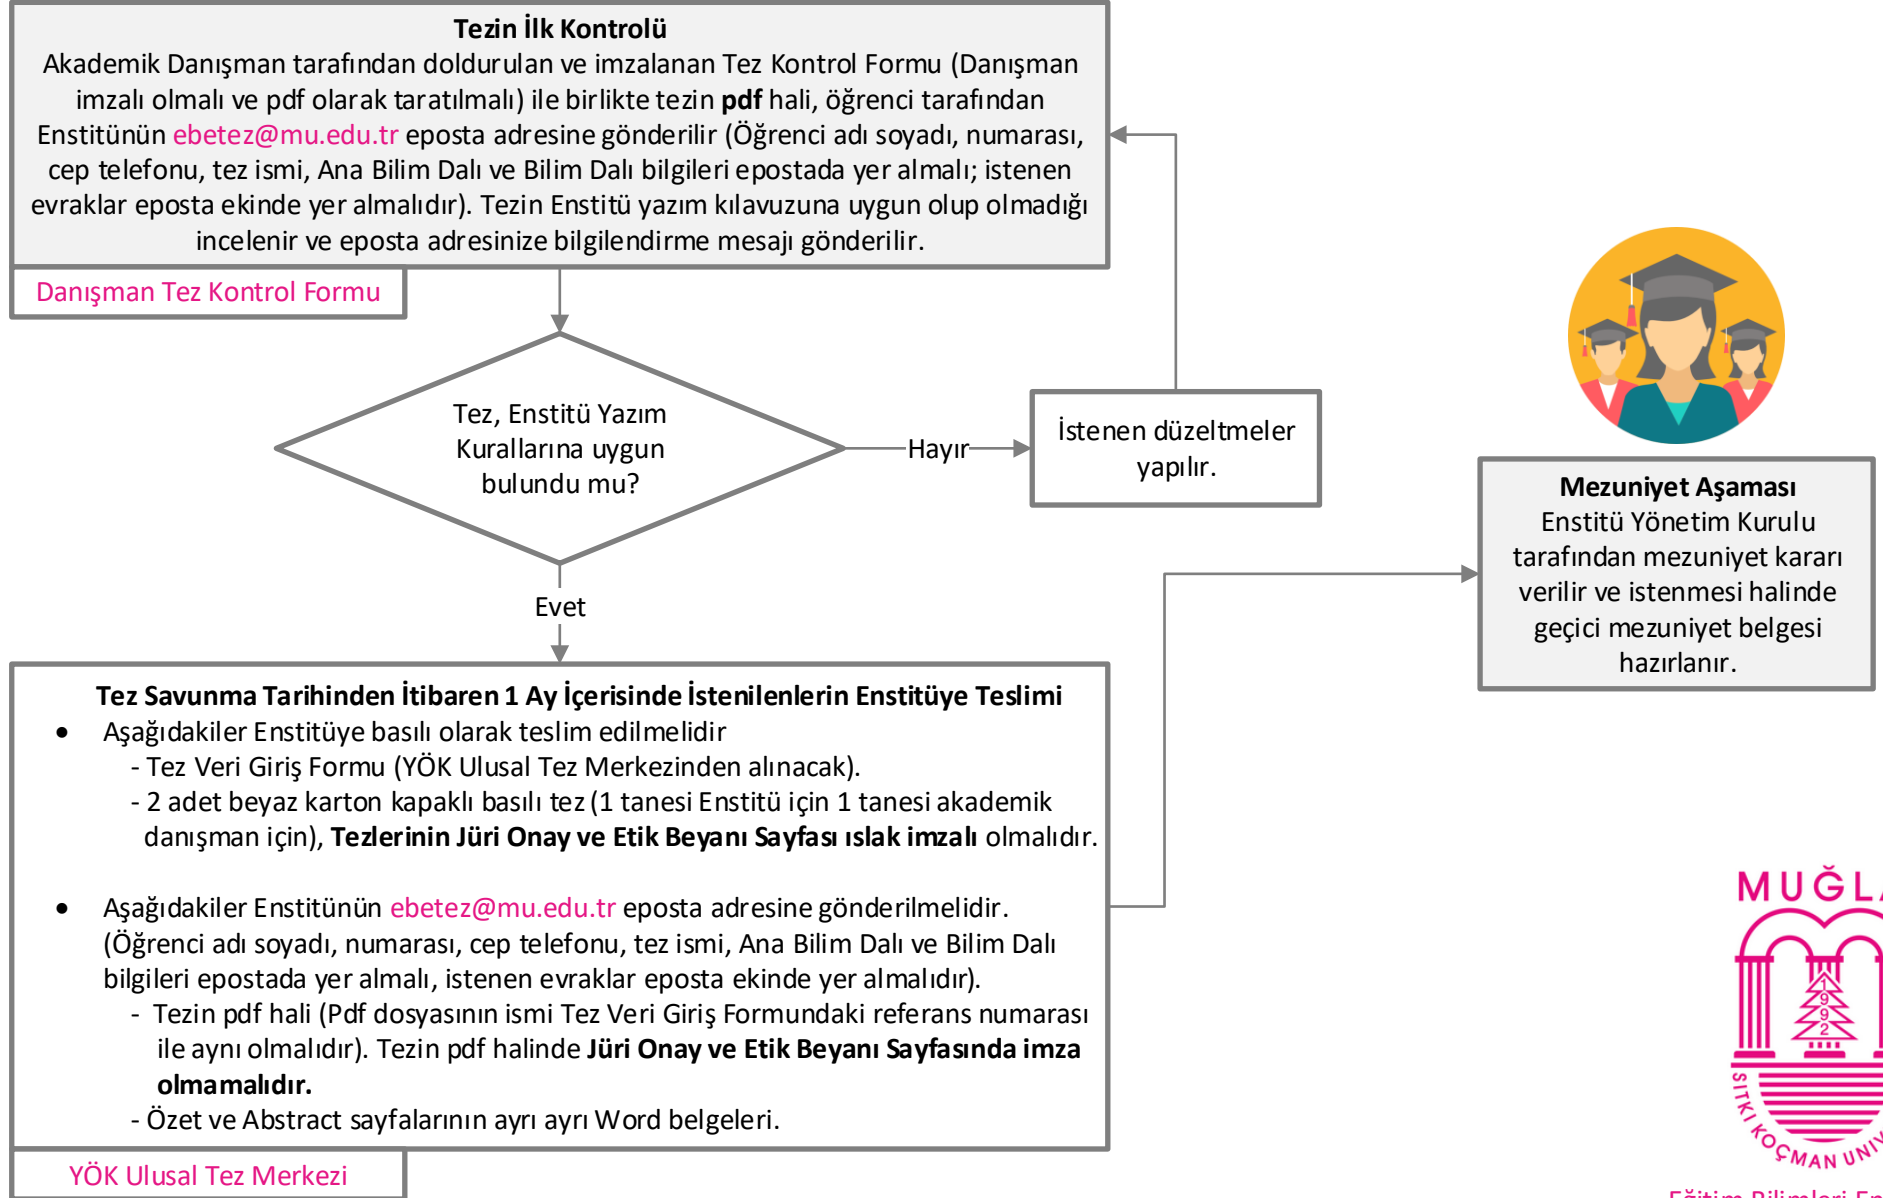 Tezin İlk Kontrolü
Akademik Danışman tarafından doldurulan ve imzalanan Tez Kontrol Formu (Danışman
imzalı olmalı ve pdf olarak taratılmalı) ile birlikte tezin pdf hali, öğrenci tarafından
Enstitünün ebetez@mu.edu.tr eposta adresine gönderilir (Öğrenci adı soyadı, numarası,
cep telefonu, tez ismi, Ana Bilim Dalı ve Bilim Dalı bilgileri epostada yer almalı; istenen
evraklar eposta ekinde yer almalıdır). Tezin Enstitü yazım kılavuzuna uygun olup olmadığı
incelenir ve eposta adresinize bilgilendirme mesajı gönderilir.
Danışman Tez Kontrol Formu
Tez, Enstitü Yazım
Kurallarına uygun
bulundu mu?
Hayır
İstenen düzeltmeler
yapılır.
Evet
Mezuniyet Aşaması
Enstitü Yönetim Kurulu
tarafından mezuniyet kararı
verilir ve istenmesi halinde
geçici mezuniyet belgesi
hazırlanır.
Tez Savunma Tarihinden İtibaren 1 Ay İçerisinde İstenilenlerin Enstitüye Teslimi
• Aşağıdakiler Enstitüye basılı olarak teslim edilmelidir
- Tez Veri Giriş Formu (YÖK Ulusal Tez Merkezinden alınacak).
- 2 adet beyaz karton kapaklı basılı tez (1 tanesi Enstitü için 1 tanesi akademik
danışman için), Tezlerinin Jüri Onay ve Etik Beyanı Sayfası ıslak imzalı olmalıdır.
• Aşağıdakiler Enstitünün ebetez@mu.edu.tr eposta adresine gönderilmelidir.
(Öğrenci adı soyadı, numarası, cep telefonu, tez ismi, Ana Bilim Dalı ve Bilim Dalı
bilgileri epostada yer almalı, istenen evraklar eposta ekinde yer almalıdır).
- Tezin pdf hali (Pdf dosyasının ismi Tez Veri Giriş Formundaki referans numarası
ile aynı olmalıdır). Tezin pdf halinde Jüri Onay ve Etik Beyanı Sayfasında imza
olmamalıdır.
- Özet ve Abstract sayfalarının ayrı ayrı Word belgeleri.
YÖK Ulusal Tez Merkezi
MUĞL
1992
SITKI KOÇMAN UNIV
Eğitim Bilimleri En